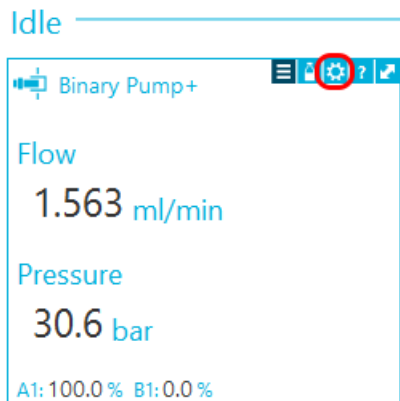 Idle
Binary Pump+
?
Flow
1.563 ml/min
Pressure
30.6 bar
A1: 100.0 % B1: 0.0 %